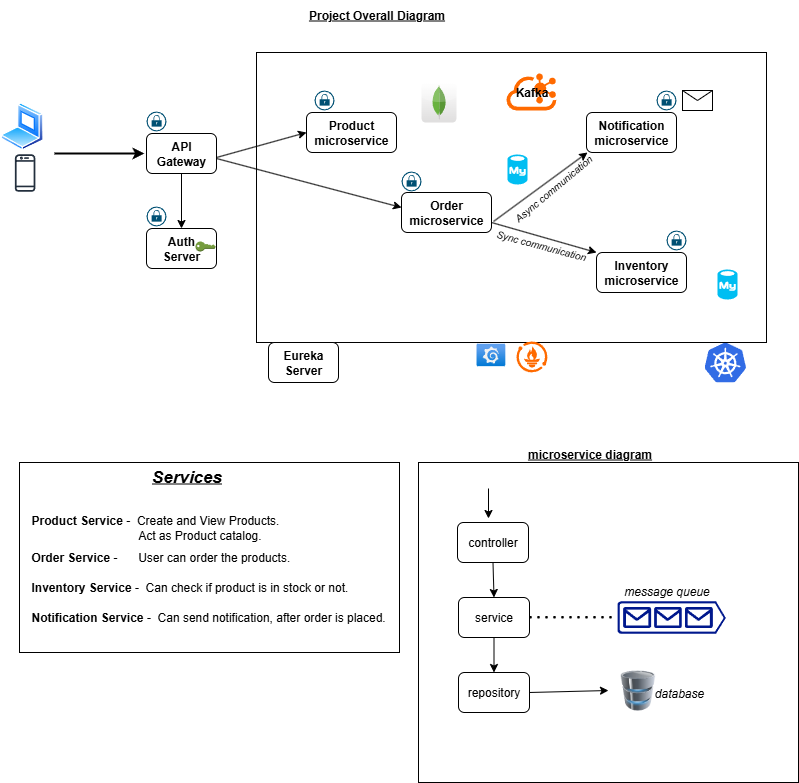 Project Overall Diagram
Kafka
Product
microservice
Notification
microservice
API
Gateway
My
Async communication
Order
microservice
Auth
Server
Sync communication
Inventory
microservice
My
Eureka
Server
microservice diagram
Services
Product Service - Create and View Products.
Act as Product catalog.
Order Service - User can order the products.
Inventory Service - Can check if product is in stock or not.
Notification Service - Can send notification, after order is placed.
controller
service
message queue
repository
database